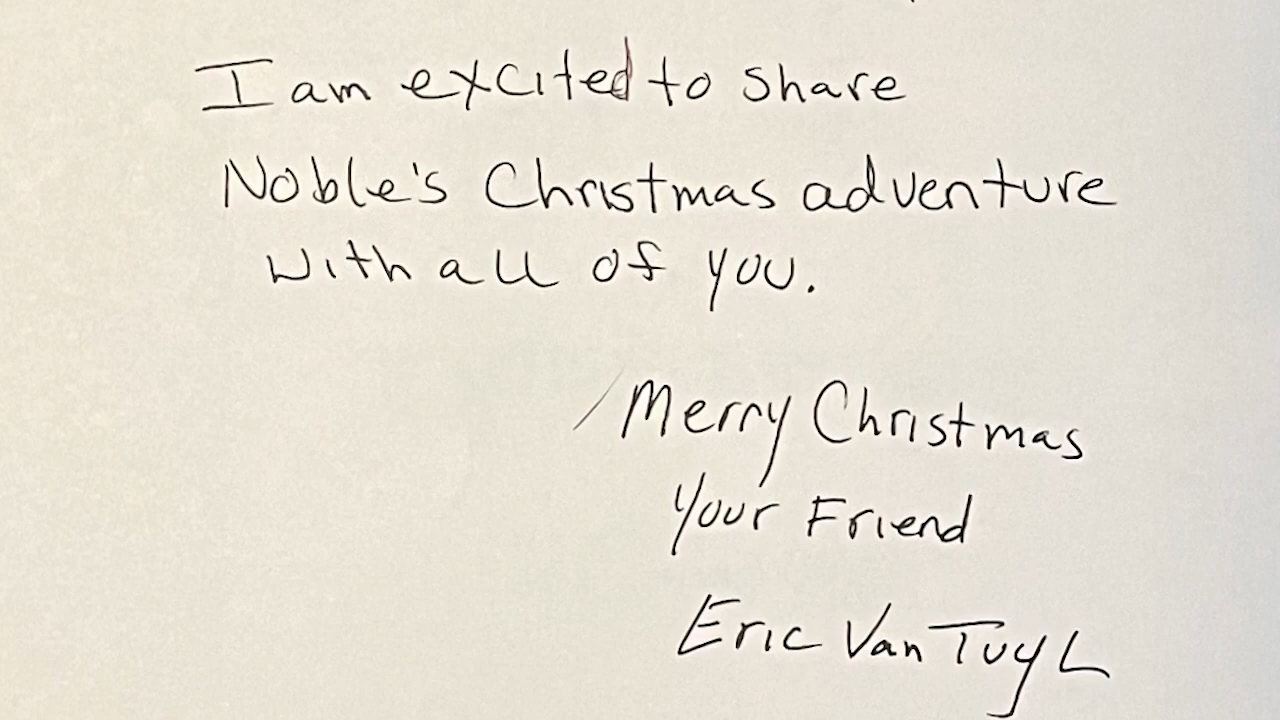 I am excited to share
Noble's Christmas adventure
with all of you.
Merry Christmas
Your Friend
Eric Van Tuyl